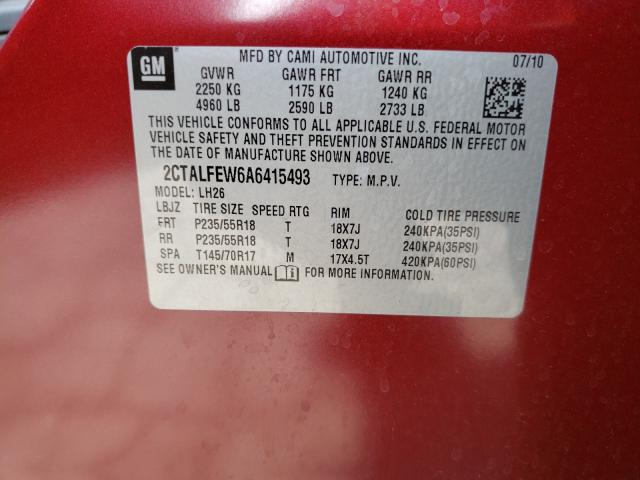 GM
MFD BY CAMI AUTOMOTIVE INC. 07/10
GVWR GAWR FRT GAWR RR
2250 KG 1175 KG 1240 KG
4960 LB 2590 LB 2733 LB
THIS VEHICLE CONFORMS TO ALL APPLICABLE U.S. FEDERAL MOTOR
VEHICLE SAFETY AND THEFT PREVENTION STANDARDS IN EFFECT ON
THE DATE OF MANUFACTURE SHOWN ABOVE.
2CTALFEW6A6415493 TYPE: M.P.V.
MODEL: LH26
LBJZ TIRE SIZE SPEED RTG RIM COLD TIRE PRESSURE
FRT P235/55R18 T 18X7J 240KPA(35PSI)
RR P235/55R18 T 18X7J 240KPA(35PSI)
SPA T145/70R17 M 17X4.5T 420KPA(60PSI)
SEE OWNER'S MANUAL FOR MORE INFORMATION.